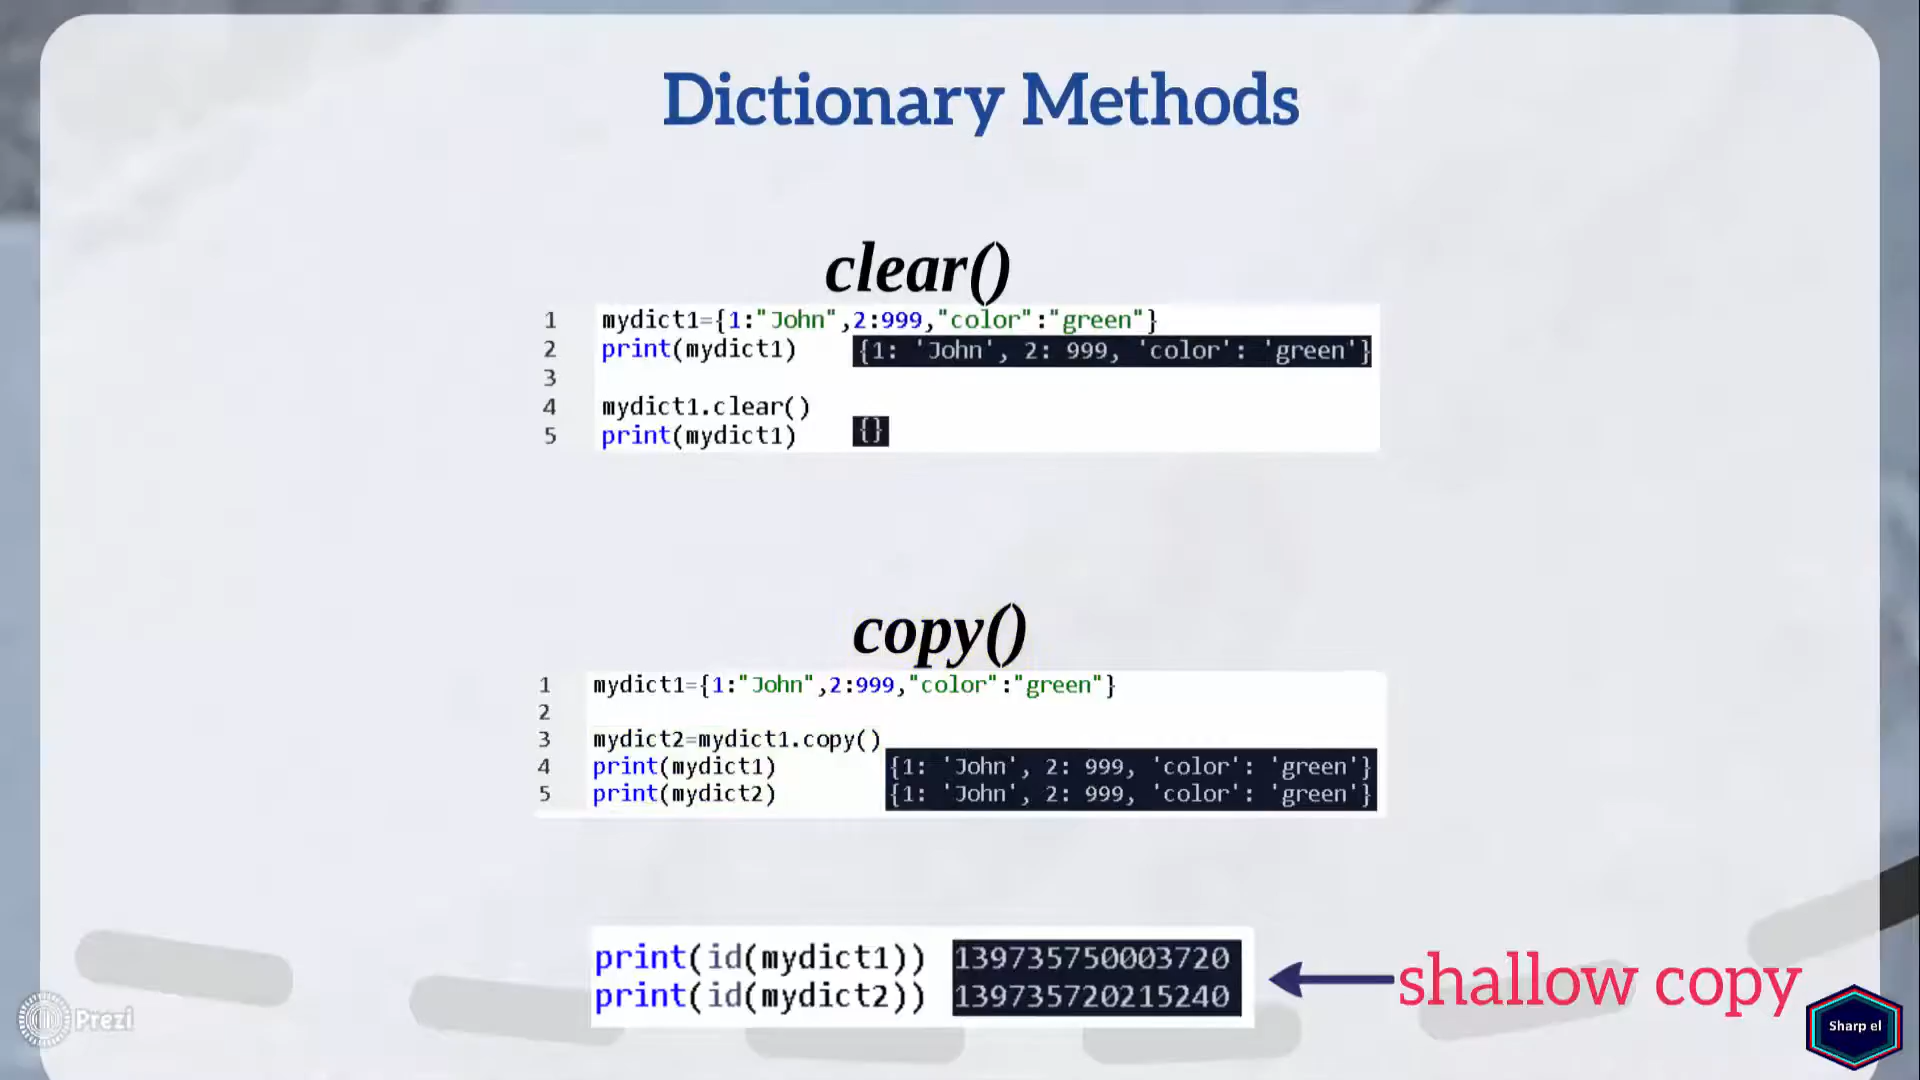 Dictionary Methods
clear()
1 mydict1={1:"John",2:999,"color":"green"}
2 print(mydict1) {1: 'John', 2: 999, 'color': 'green'}
3
4 mydict1.clear()
5 print(mydict1) {}
copy()
1 mydict1={1:"John",2:999,"color":"green"}
2
3 mydict2=mydict1.copy()
4 print(mydict1) {1: 'John', 2: 999, 'color': 'green'}
5 print(mydict2) {1: 'John', 2: 999, 'color': 'green'}
print(id(mydict1)) 139735750003720
print(id(mydict2)) 139735720215240
shallow copy
Prezi
Sharp el